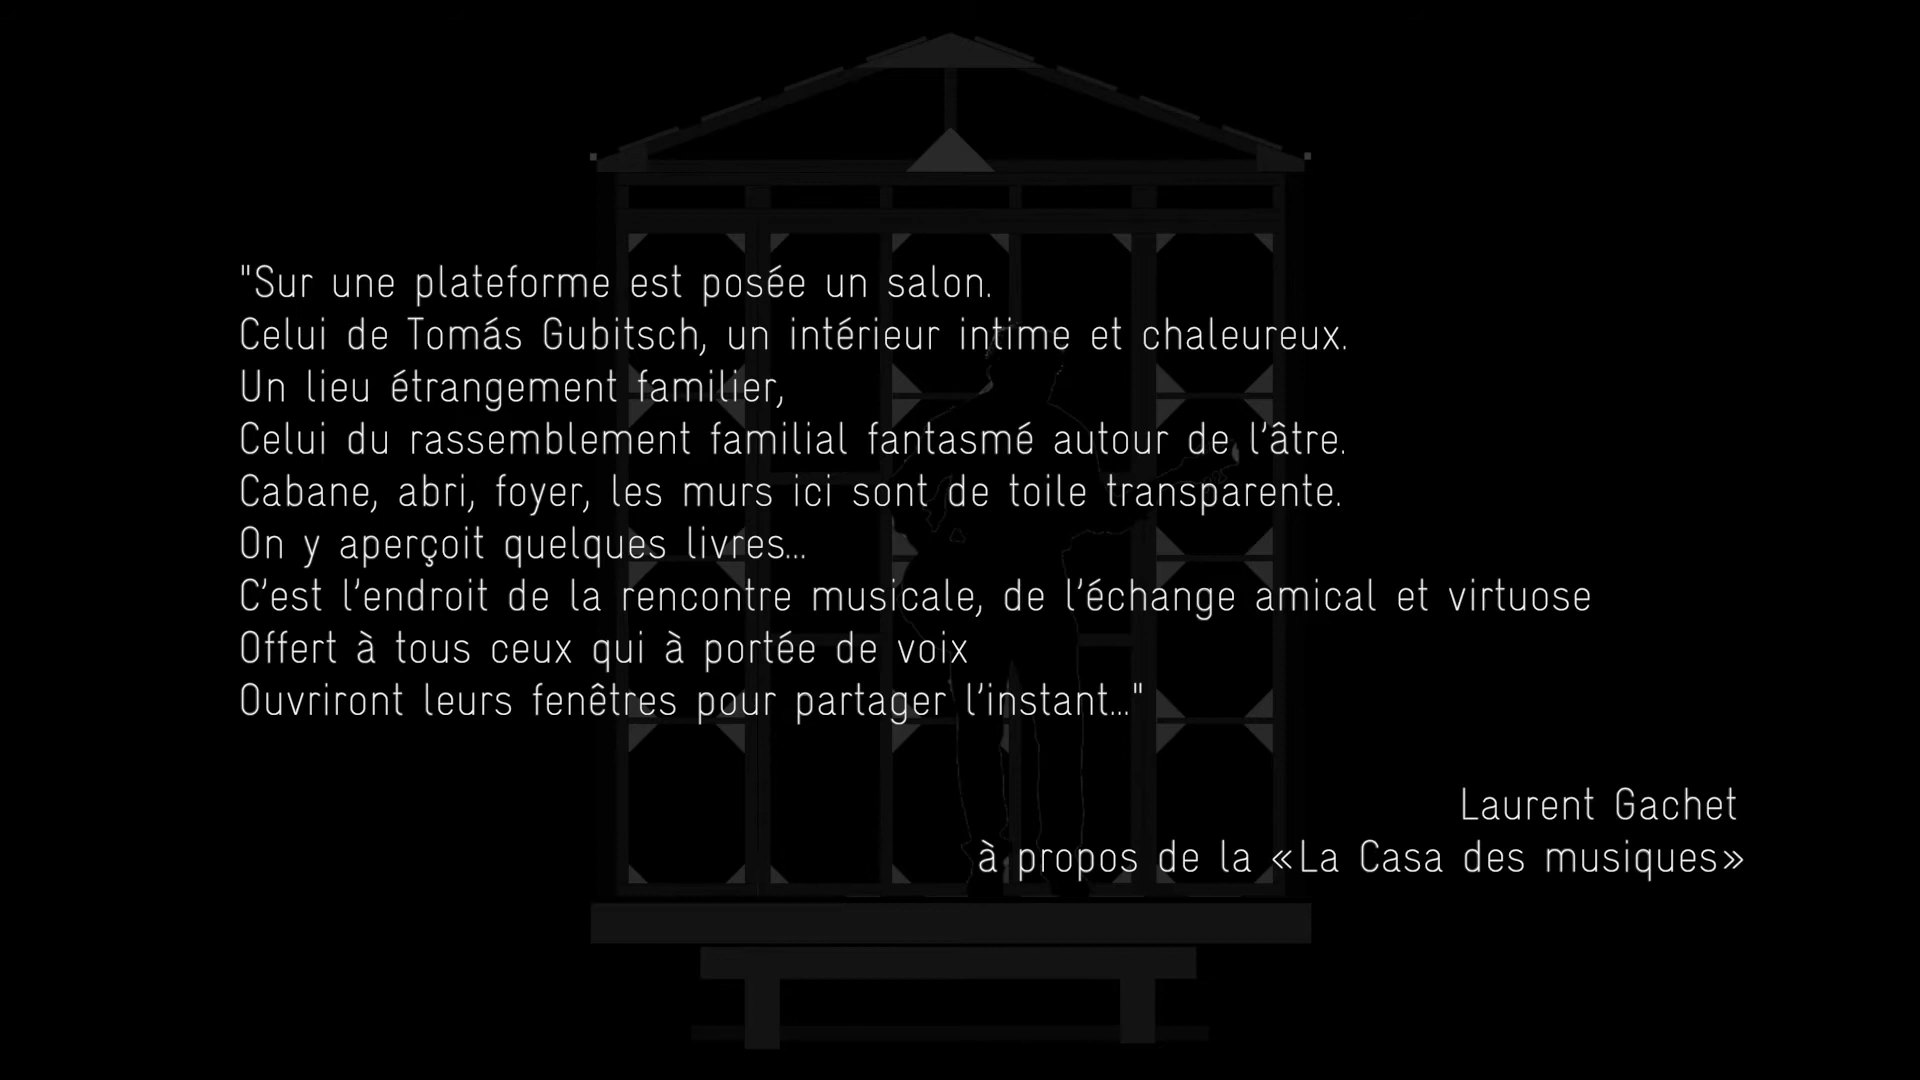 "Sur une plateforme est posée un salon.
Celui de Tomás Gubitsch, un intérieur intime et chaleureux.
Un lieu étrangement familier,
Celui du rassemblement familial fantasmé autour de l'âtre.
Cabane, abri, foyer, les murs ici sont de toile transparente.
On y aperçoit quelques livres...
C'est l'endroit de la rencontre musicale, de l'échange amical et virtuose
Offert à tous ceux qui à portée de voix
Ouvriront leurs fenêtres pour partager l'instant..."
Laurent Gachet
à propos de la «La Casa des musiques»